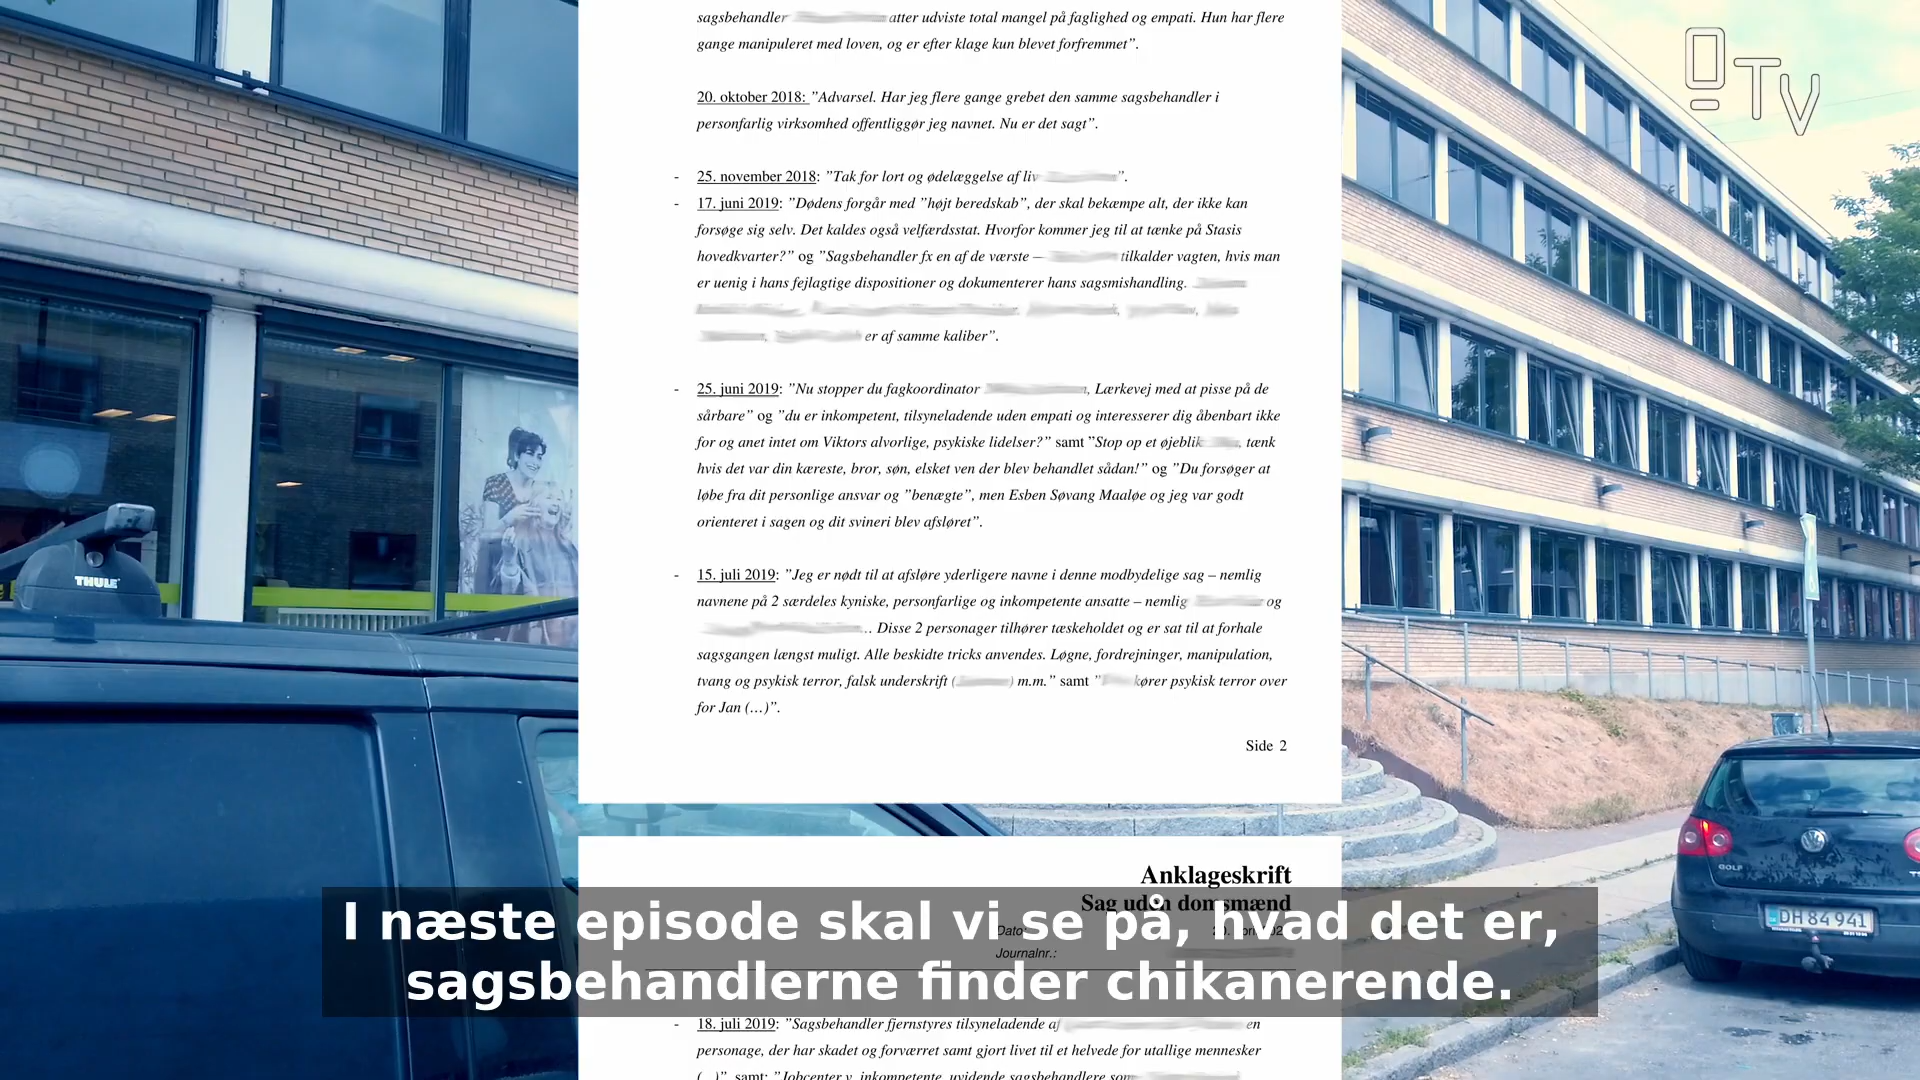 sagsbehandler atter udviste total mangel på faglighed og empati. Hun har flere
gange manipuleret med loven, og er efter klage kun blevet forfremmet”.
20. oktober 2018: ”Advarsel. Har jeg flere gange grebet den samme sagsbehandler i
personfarlig virksomhed offentliggør jeg navnet. Nu er det sagt”.
- 25. november 2018: ”Tak for lort og ødelæggelse af liv ”.
- 17. juni 2019: ”Dødens forgår med ”højt beredskab”, der skal bekæmpe alt, der ikke kan
forsøge sig selv. Det kaldes også velfærdsstat. Hvorfor kommer jeg til at tænke på Stasis
hovedkvarter?” og ”Sagsbehandler fx en af de værste – tilkalder vagten, hvis man
er uenig i hans fejlagtige dispositioner og dokumenterer hans sagsmishandling.
er af samme kaliber”.
- 25. juni 2019: ”Nu stopper du fagkoordinator , Lærkevej med at pisse på de
sårbare” og ”du er inkompetent, tilsyneladende uden empati og interesserer dig åbenbart ikke
for og anet intet om Viktors alvorlige, psykiske lidelser?” samt ”Stop op et øjeblik , tænk
hvis det var din kæreste, bror, søn, elsket ven der blev behandlet sådan!” og ”Du forsøger at
løbe fra dit personlige ansvar og ”benægte”, men Esben Søvang Maaløe og jeg var godt
orienteret i sagen og dit svineri blev afsløret”.
- 15. juli 2019: ”Jeg er nødt til at afsløre yderligere navne i denne modbydelige sag – nemlig
navnene på 2 særdeles kyniske, personfarlige og inkompetente ansatte – nemlig og
.. Disse 2 personager tilhører tæskeholdet og er sat til at forhale
sagsgangen længst muligt. Alle beskidte tricks anvendes. Løgne, fordrejninger, manipulation,
tvang og psykisk terror, falsk underskrift ( ) m.m.” samt ” kører psykisk terror over
for Jan (…)”.
Side 2
Anklageskrift
Sag uden domsmænd
Dato:
Journalnr.:
I næste episode skal vi se på, hvad det er,
sagsbehandlerne finder chikanerende.
- 18. juli 2019: ”Sagsbehandler fjernstyres tilsyneladende af en
personage, der har skadet og forværret samt gjort livet til et helvede for utallige mennesker
(…)”, samt: ”Jobcenter v. inkompetente, uvidende sagsbehandlere som
THULE
TV
GOLF
DH 84 941